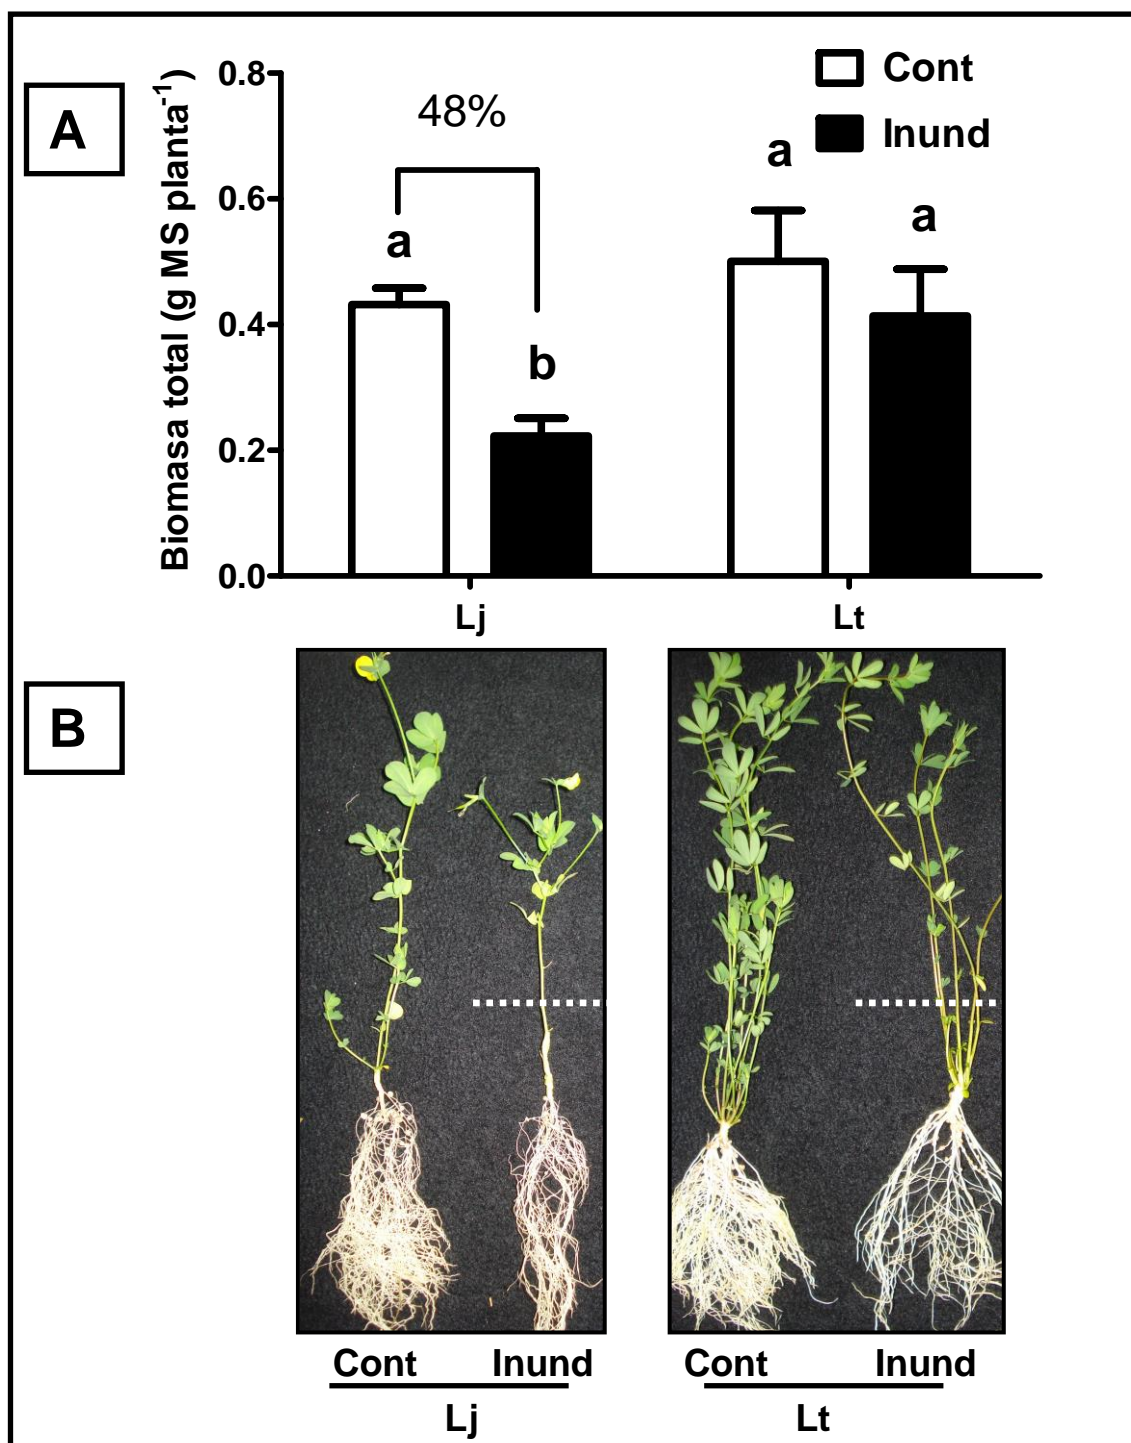 A
Biomasa total (g MS planta⁻¹)
0.8
0.6
0.4
0.2
0.0
Cont
Inund
48%
a
b
a
a
Lj
Lt
B
Cont
Inund
Cont
Inund
Lj
Lt